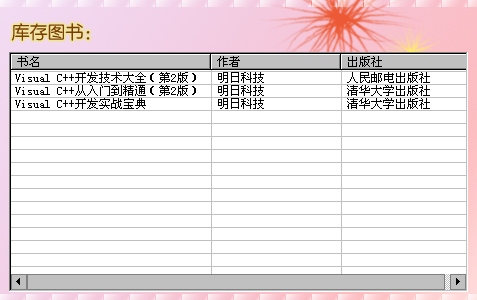 库存图书：
书名 作者 出版社
Visual C++开发技术大全（第2版） 明日科技 人民邮电出版社
Visual C++从入门到精通（第2版） 明日科技 清华大学出版社
Visual C++开发实战宝典 明日科技 清华大学出版社